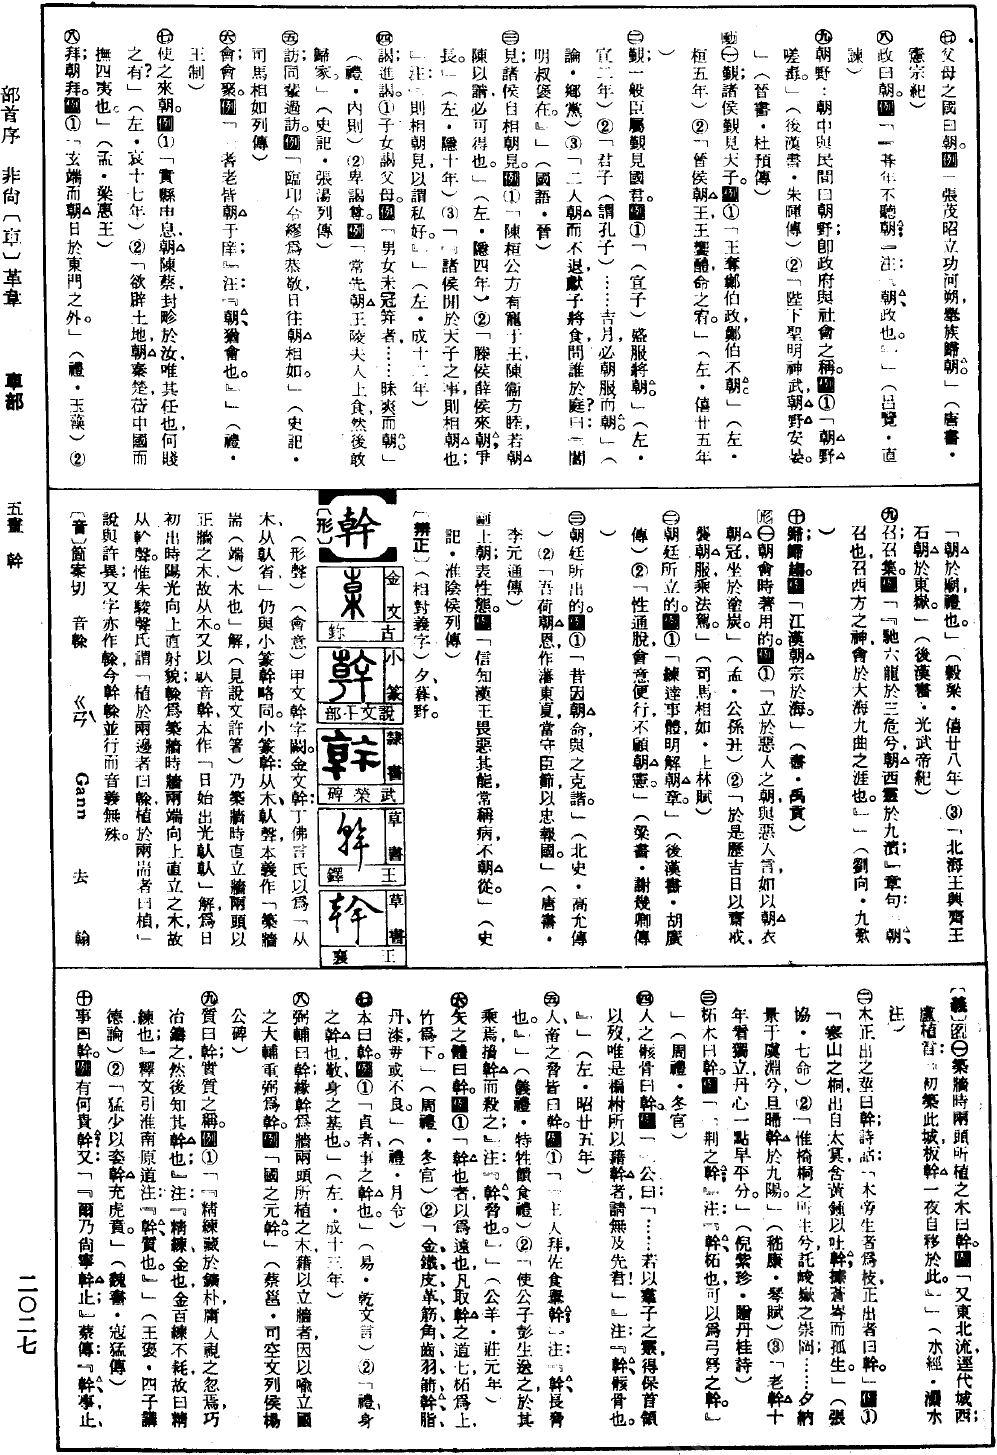 ㊆父母之國曰朝。例「張茂昭立功河朔,舉族歸朝。」(唐書·
憲宗紀)
㊇政曰朝。例「『朞年不聽朝』注:『朝政也。』」(呂覽·直
諫)
㊈朝野:朝中與民間曰朝野;卽政府與社會之稱。例①「朝野
嗟毒。」(後漢書·朱暉傳)②「陛下聖明神武,朝野安晏。
」(晉書·杜預傳)
動㊀覲:諸侯覲見天子。例①「王奪鄭伯政,鄭伯不朝。」(左·
桓五年)②「晉侯朝王,王饗醴,命之宥。」(左·僖廿五年
)
㊁覲:一般臣屬覲見國君。例①「(宣子)盛服將朝。」(左·
宣二年)②「君子(謂孔子)……吉月必朝服而朝。」(
論·鄉黨)③「二人朝而不退,獻子將食,問誰於庭?曰:『閻
明叔褒在。』」(國語·晉)
㊂見:諸侯自相朝見。例①「陳桓公方有寵于王,陳衞方睦,若朝
陳以請,必可得也。」(左·隱四年)②「滕侯薛侯來朝,爭
長。」(左·隱十年)③「『諸侯閒於天子之事則相朝也;
』注:『則相朝見以謂私好。』」(左·成十二年)
㊃謁:進謁。①子女謁父母。例「男女未冠筓者……昧爽而朝。」
(禮·內則)②卑謁尊。例「常先朝王陵夫人上食,然後敢
歸家。」(史記·張湯列傳)
㊄訪:同輩過訪。例「臨邛令繆爲恭敬,日往朝相如。」(史記·
司馬相如列傳)
㊅會:會聚。例「『耆老皆朝于庠;』注:『朝,猶會也。』」(禮·
王制)
㊆使之來朝。例①「實縣申息,朝陳蔡,封畛於汝,唯其任也,何賤
之有?」(左·哀十七年)②「欲辟土地,朝秦楚,莅中國而
撫四夷也。」(孟·梁惠王)
㊇拜:朝拜。例①「玄端而朝日於東門之外。」(禮·玉藻)②
「朝於廟,禮也。」(穀梁·僖廿八年)③「北海王興齊王
石朝於東嶽。」(後漢書·光武帝紀)
㊈召:召集。例「『馳六龍於三危兮,朝西靈於九濱;』章句:『朝、
召也,召西方之神,會於大海九曲之涯也。』」(劉向·九歎
)
㊉歸:歸趨。例「江漢朝宗於海。」(書·禹貢)
形㊀朝會時著用的。例①「立於惡人之朝,與惡人言,如以朝衣
朝冠坐於塗炭。」(孟·公孫丑)②「於是歷吉日以齋戒,
襲朝服,乘法駕。」(司馬相如·上林賦)
㊁朝廷所立的。例①「練達事體,明解朝章。」(後漢書·胡廣
傳)②「性通脫,會意便行,不顧朝憲。」(梁書·謝幾卿傳
)
㊂朝廷所出的。例①「昔因朝命,與之克諧。」(北史·高允傳
)②「吾荷朝恩,作藩東夏,當守臣節,以忠報國。」(唐書·
李元通傳)
副上朝;表性態。例「信知漢王畏惡其能,常稱病不朝從。」(史
記·淮陰侯列傳)
〔辨正〕(相對義字)夕、暮、野。
【幹】
〔形〕
金文 古鉨
小篆 說文干部
隸書 武榮碑
草書 王鐸
草書 王褒
(形聲)(會意)甲文幹字闕。金文幹:丁佛言氏以爲「从
木从倝省」,仍與小篆幹略同。小篆幹:从木、倝聲,本義作「築牆
耑(端)木也」解,(見說文許箸)乃築牆時直立牆兩頭以
正牆之木,故从木。又以倝音幹,本作「日始出光倝倝」解,爲日
初出時陽光向上直射貌;榦爲築牆時牆兩端向上直立之木,故
从倝聲。惟朱駿聲氏謂「植於兩邊者曰榦,植於兩耑者曰楨,」
說與許異。又字亦作榦,今幹榦並行而音義無殊。
〔音〕箇案切 音榦 ㄍㄢˋ Gann 去 翰
〔義〕名㊀築牆時兩頭所植之木曰幹。例「又東北流逕代城西;
盧植言:『初築此城,板幹一夜自移於此。』」(水經·㶟水
注)
㊁木正出之莖曰幹;詩詁:「木旁生者爲枝,正出者曰幹。」例①
「寒山之桐,出自太冥,含黃鍾以吐幹,據蒼岑而孤生。」(張
協·七命)②「惟椅桐之所生兮,託峻嶽之崇岡……夕納
景于虞淵兮,旦晞幹於九陽。」(嵇康·琴賦)③「老幹十
年看獨立,丹心一點早平分。」(倪紫珍·贈丹桂詩)
㊂柘木曰幹。例「『荆之幹。』注:『幹、柘也,可以爲弓弩之幹。』
」(周禮·冬官)
㊃人之骸骨曰幹。例「『公曰:「……若以羣子之靈,得保首領
以歿,唯是楄柎所以藉幹者,請無及先君!」』注:『幹、骸骨也。
』」(左·昭廿五年)
㊄人畜之脅皆曰幹。例①「『主人拜佐食舉幹;』注:『幹、長脅
也。』」(儀禮·特牲饋食禮)②「『使公子彭生送之,於其
乘焉,搚幹而殺之;』注:『幹、脅也。』」(公羊·莊元年)
㊅矢之體曰幹。例①「幹也者,以爲遠也,凡取幹之道七,柘爲上,
竹爲下。」(周禮·冬官)②「金、鐵、皮、革、筋、角、齒、羽、箭、幹、脂、
丹漆,毋或不良。」(禮·月令)
㊆本曰幹。例①「貞者,事之幹也。」(易·乾文言)②「禮,身
之幹也,敬,身之基也。」(左·成十三年)
㊇弼輔曰幹;緣幹爲牆兩頭所植之木,藉以立牆者,因以喻立國
之大輔重弼爲幹。例「國之元幹。」(蔡邕·司空文列侯楊
公碑)
㊈質曰幹;實質之稱。例①「『精練藏於鑛朴,庸人視之忽焉,巧
冶鑄之,然後知其幹也;』注:『精練,金也,金百練不耗,故曰精
練也。』釋文引淮南原道注:『幹、質也。』」(王褒·四子講
德論)②「猛少以姿幹充虎賁。」(魏書·寇猛傳)
㊉事曰幹。例「有何貴幹」。又「『爾乃尚寧幹止;』蔡傳:『幹、事、止、
部首序 非尙〔𠦝〕革章 𠦝部 五畫 幹 二〇二七